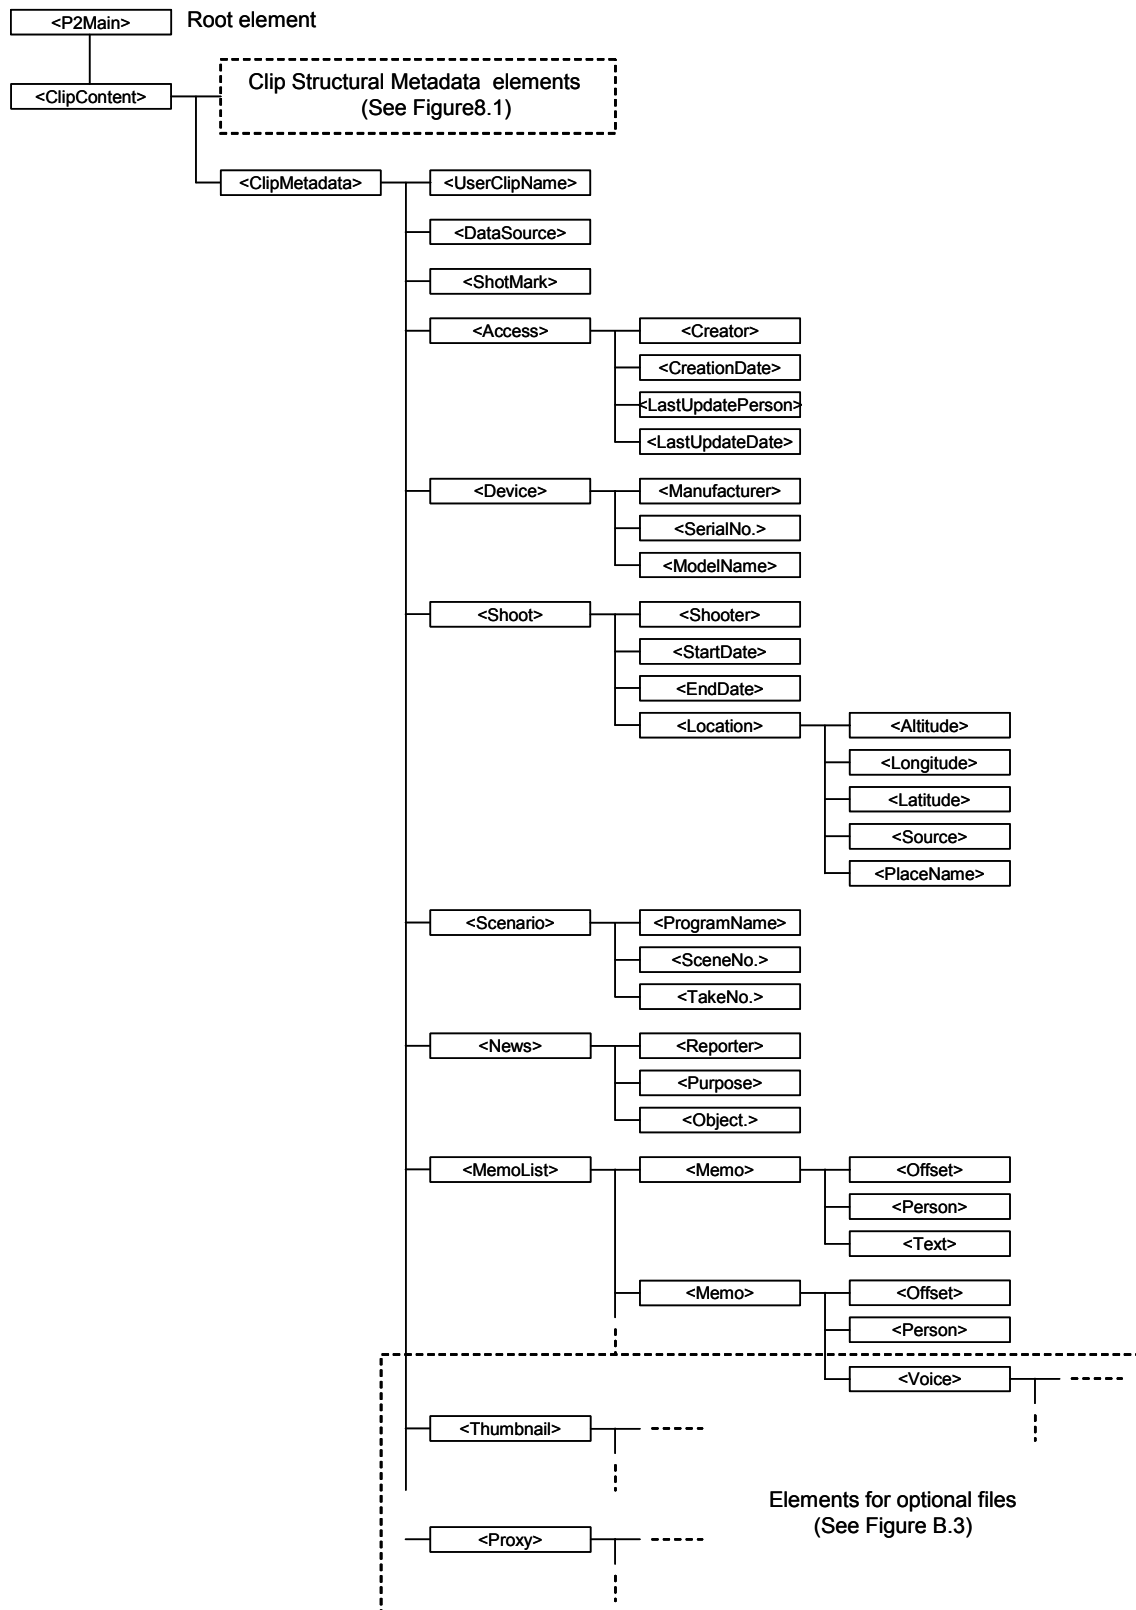 <P2Main>
Root element
<ClipContent>
Clip Structural Metadata elements
(See Figure8.1)
<ClipMetadata>
<UserClipName>
<DataSource>
<ShotMark>
<Access>
<Creator>
<CreationDate>
<LastUpdatePerson>
<LastUpdateDate>
<Device>
<Manufacturer>
<SerialNo.>
<ModelName>
<Shoot>
<Shooter>
<StartDate>
<EndDate>
<Location>
<Altitude>
<Longitude>
<Latitude>
<Source>
<PlaceName>
<Scenario>
<ProgramName>
<SceneNo.>
<TakeNo.>
<News>
<Reporter>
<Purpose>
<Object.>
<MemoList>
<Memo>
<Offset>
<Person>
<Text>
<Memo>
<Offset>
<Person>
<Voice>
<Thumbnail>
Elements for optional files
(See Figure B.3)
<Proxy>